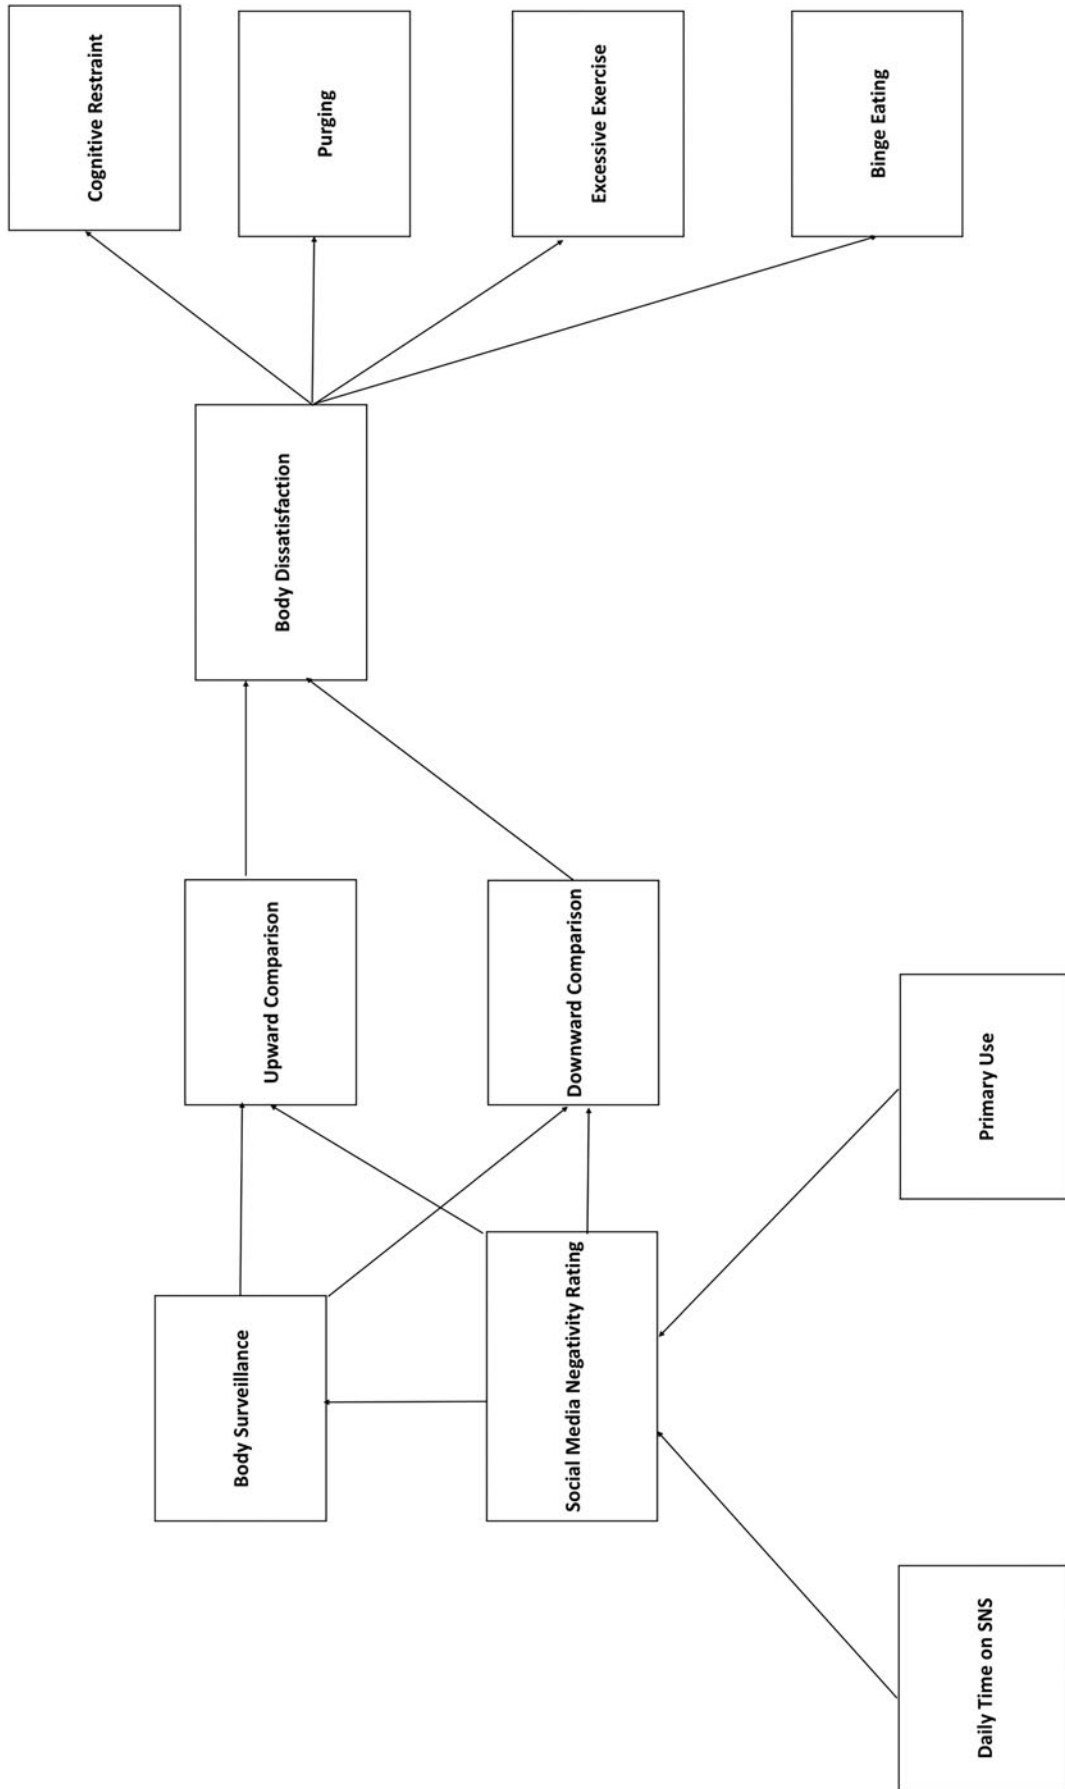 Cognitive Restraint
Purging
Excessive Exercise
Binge Eating
Body Dissatisfaction
Upward Comparison
Downward Comparison
Body Surveillance
Social Media Negativity Rating
Primary Use
Daily Time on SNS